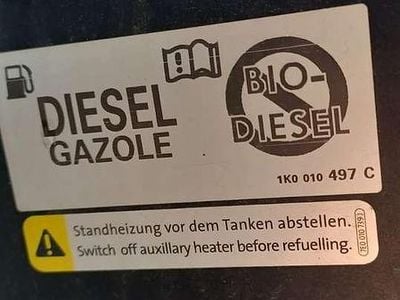 DIESEL
GAZOLE
BIO-
DIESEL
1K0 010 497 C
Standheizung vor dem Tanken abstellen.
Switch off auxillary heater before refuelling.